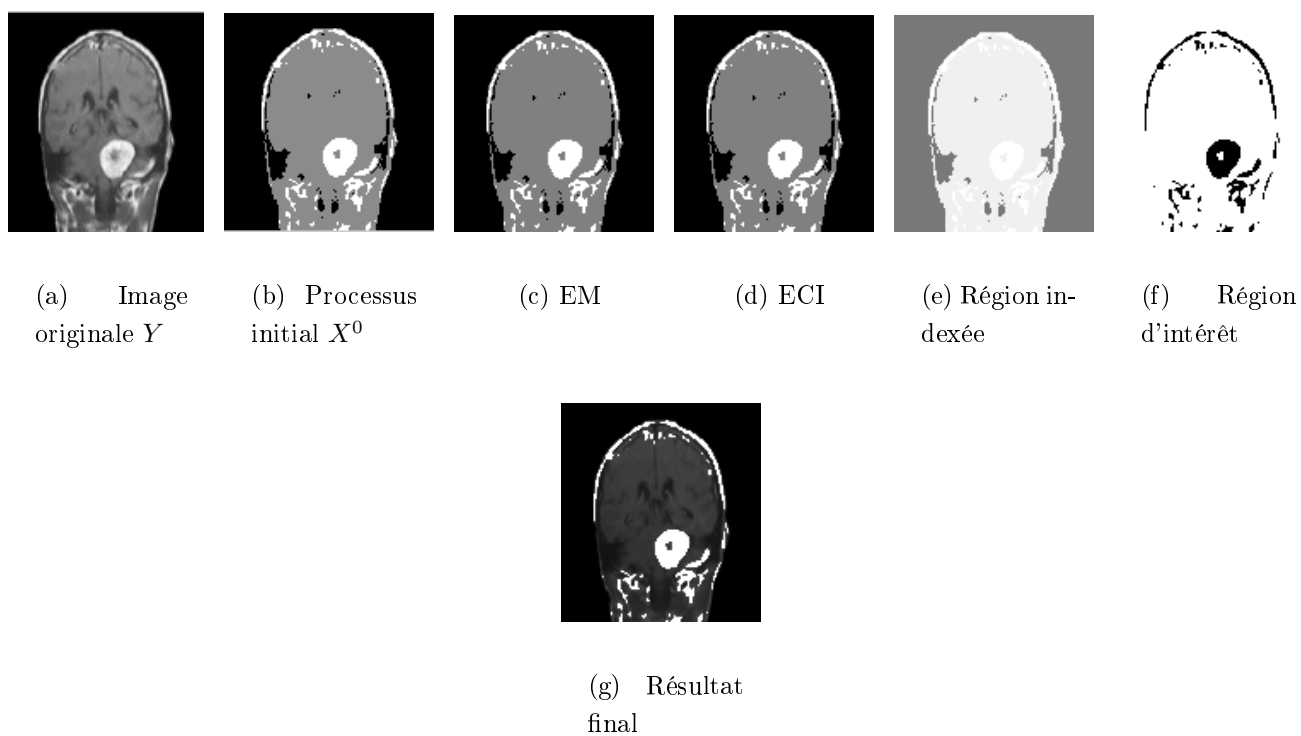 (a) Image
originale Y
(b) Processus
initial X⁰
(c) EM
(d) ECI
(e) Région in-
dexée
(f) Région
d'intérêt
(g) Résultat
final